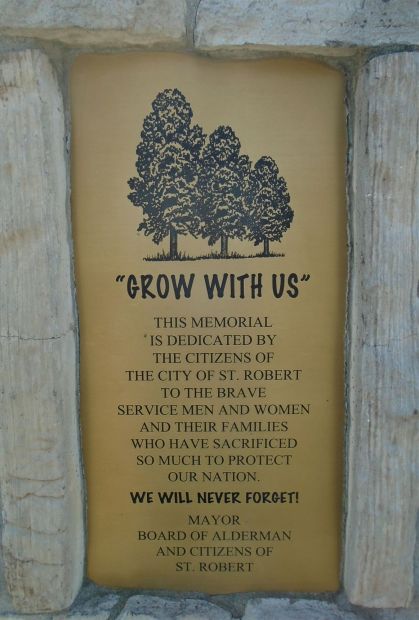 "GROW WITH US"
THIS MEMORIAL
IS DEDICATED BY
THE CITIZENS OF
THE CITY OF ST. ROBERT
TO THE BRAVE
SERVICE MEN AND WOMEN
AND THEIR FAMILIES
WHO HAVE SACRIFICED
SO MUCH TO PROTECT
OUR NATION.
WE WILL NEVER FORGET!
MAYOR
BOARD OF ALDERMAN
AND CITIZENS OF
ST. ROBERT